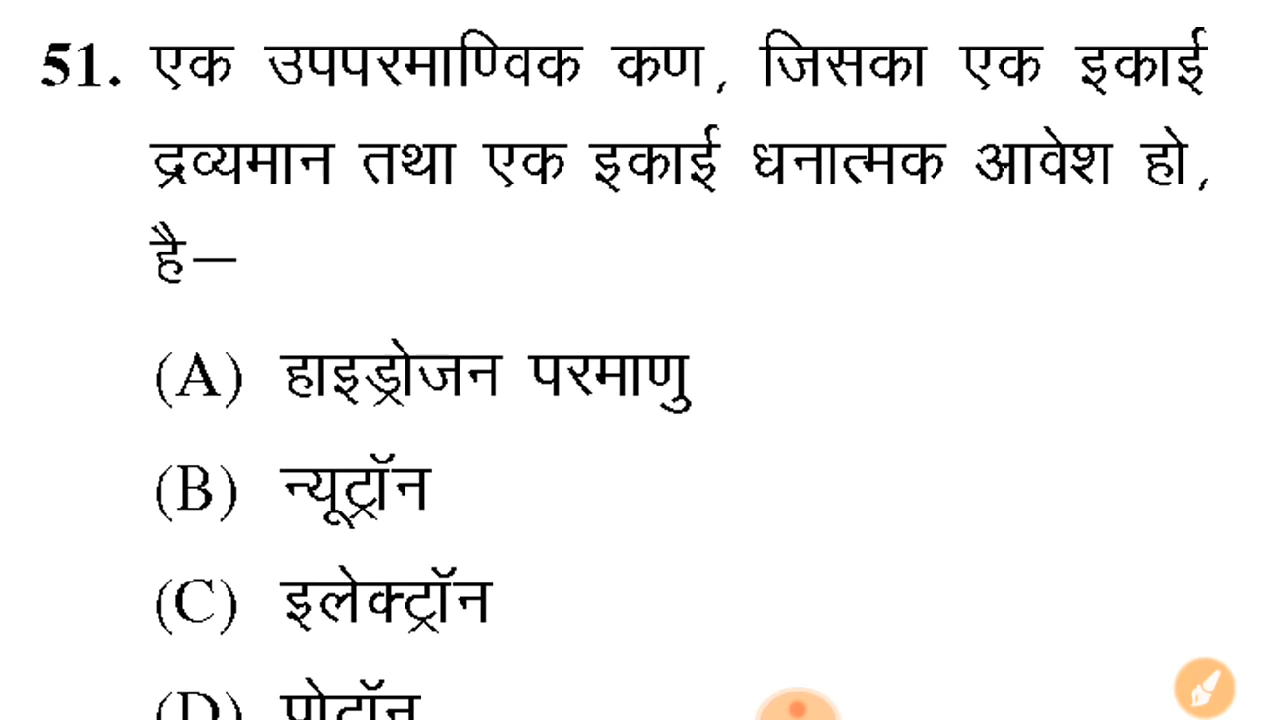 51. एक उपपरमाण्विक कण, जिसका एक इकाई
द्रव्यमान तथा एक इकाई धनात्मक आवेश हो,
है—
(A) हाइड्रोजन परमाणु
(B) न्यूट्रॉन
(C) इलेक्ट्रॉन
(D) प्रोटॉन